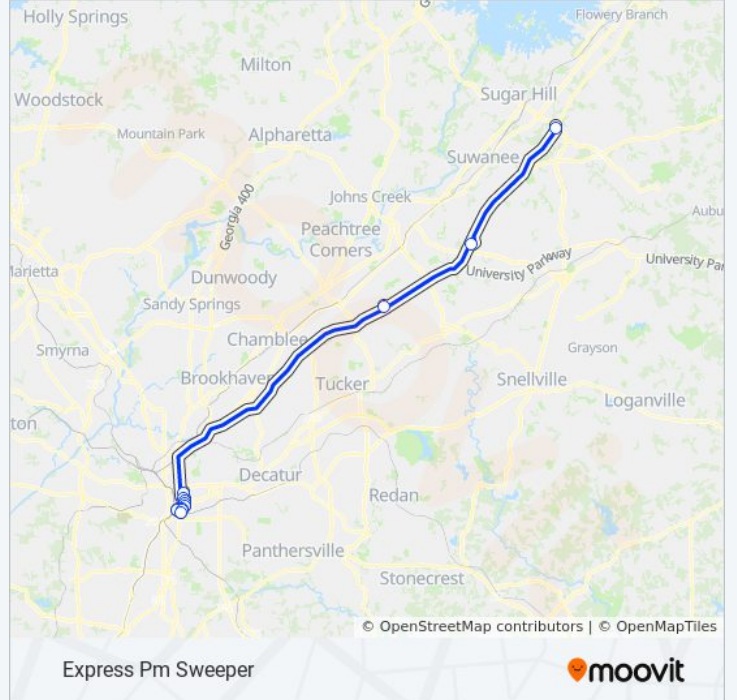 Holly Springs
Flowery Branch
Milton
Sugar Hill
Woodstock
Mountain Park
Alpharetta
Suwanee
Johns Creek
Georgia 400
Aubu
Peachtree
Corners
arietta
Dunwoody
University Parkway
University Par
Sandy Springs
Chamblee
Smyrna
Grayson
Brookhaven
Tucker
Snellville
Loganville
ton
Decatur
Redan
Panthersville
Stonecrest
© OpenStreetMap contributors | © OpenMapTiles
Express Pm Sweeper
moovit